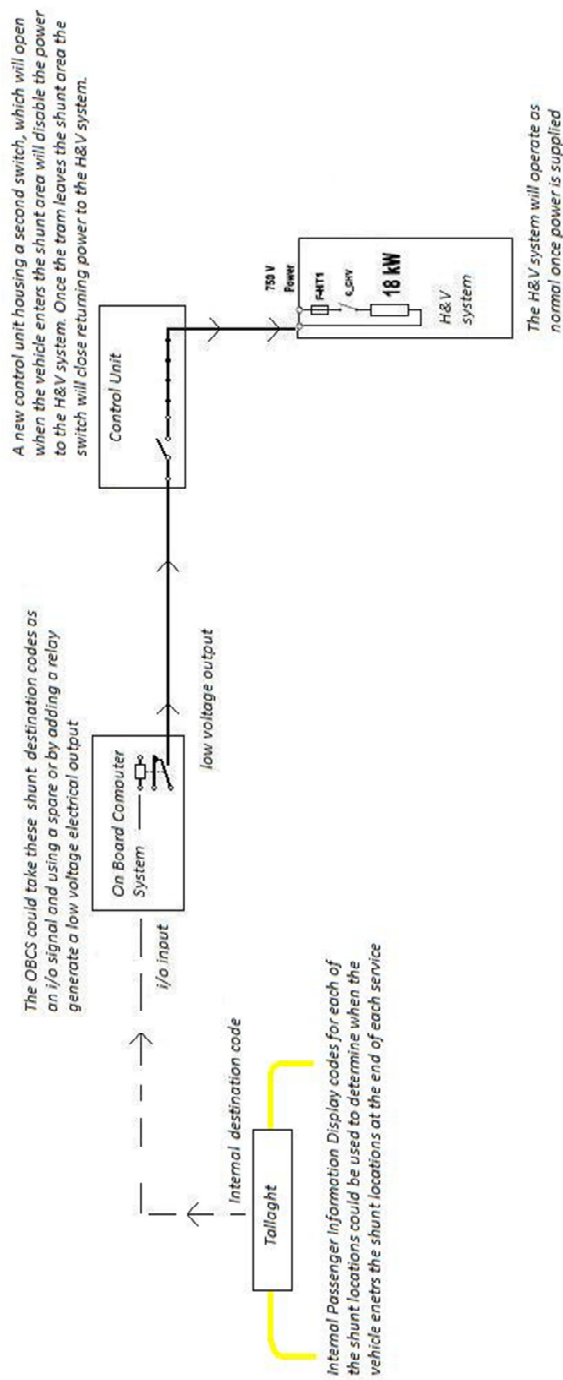 The OBCS could take these shunt destination codes as
an i/o signal and using a spare or by adding a relay
generate a low voltage electrical output
A new control unit housing a second switch, which will open
when the vehicle enters the shunt area will disable the power
to the H&V system. Once the tram leaves the shunt area the
switch will close returning power to the H&V system.
On Board Comouter
System
i/o input
low voltage output
Control Unit
Internal destination code
Tallaght
Internal Passenger Information Display codes for each of
the shunt locations could be used to determine when the
vehicle enetrs the shunt locations at the end of each service
750 V
Power
18 kW
H&V
system
The H&V system will operate as
normal once power is supplied